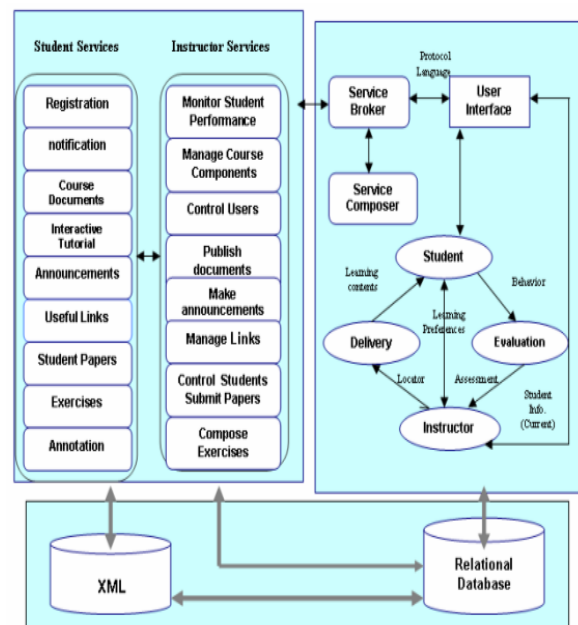 Student Services
Registration
notification
Course
Documents
Interactive
Tutorial
Announcements
Useful Links
Student Papers
Exercises
Annotation
Instructor Services
Monitor Student
Performance
Manage Course
Components
Control Users
Publish
documents
Make
announcements
Manage Links
Control Students
Submit Papers
Compose
Exercises
Protocol
Language
Service
Broker
User
Interface
Service
Composer
Student
Learning
contents
Behavior
Learning
Preferences
Delivery
Evaluation
Locator
Assessment
Instructor
Student
Info.
(Current)
XML
Relational
Database